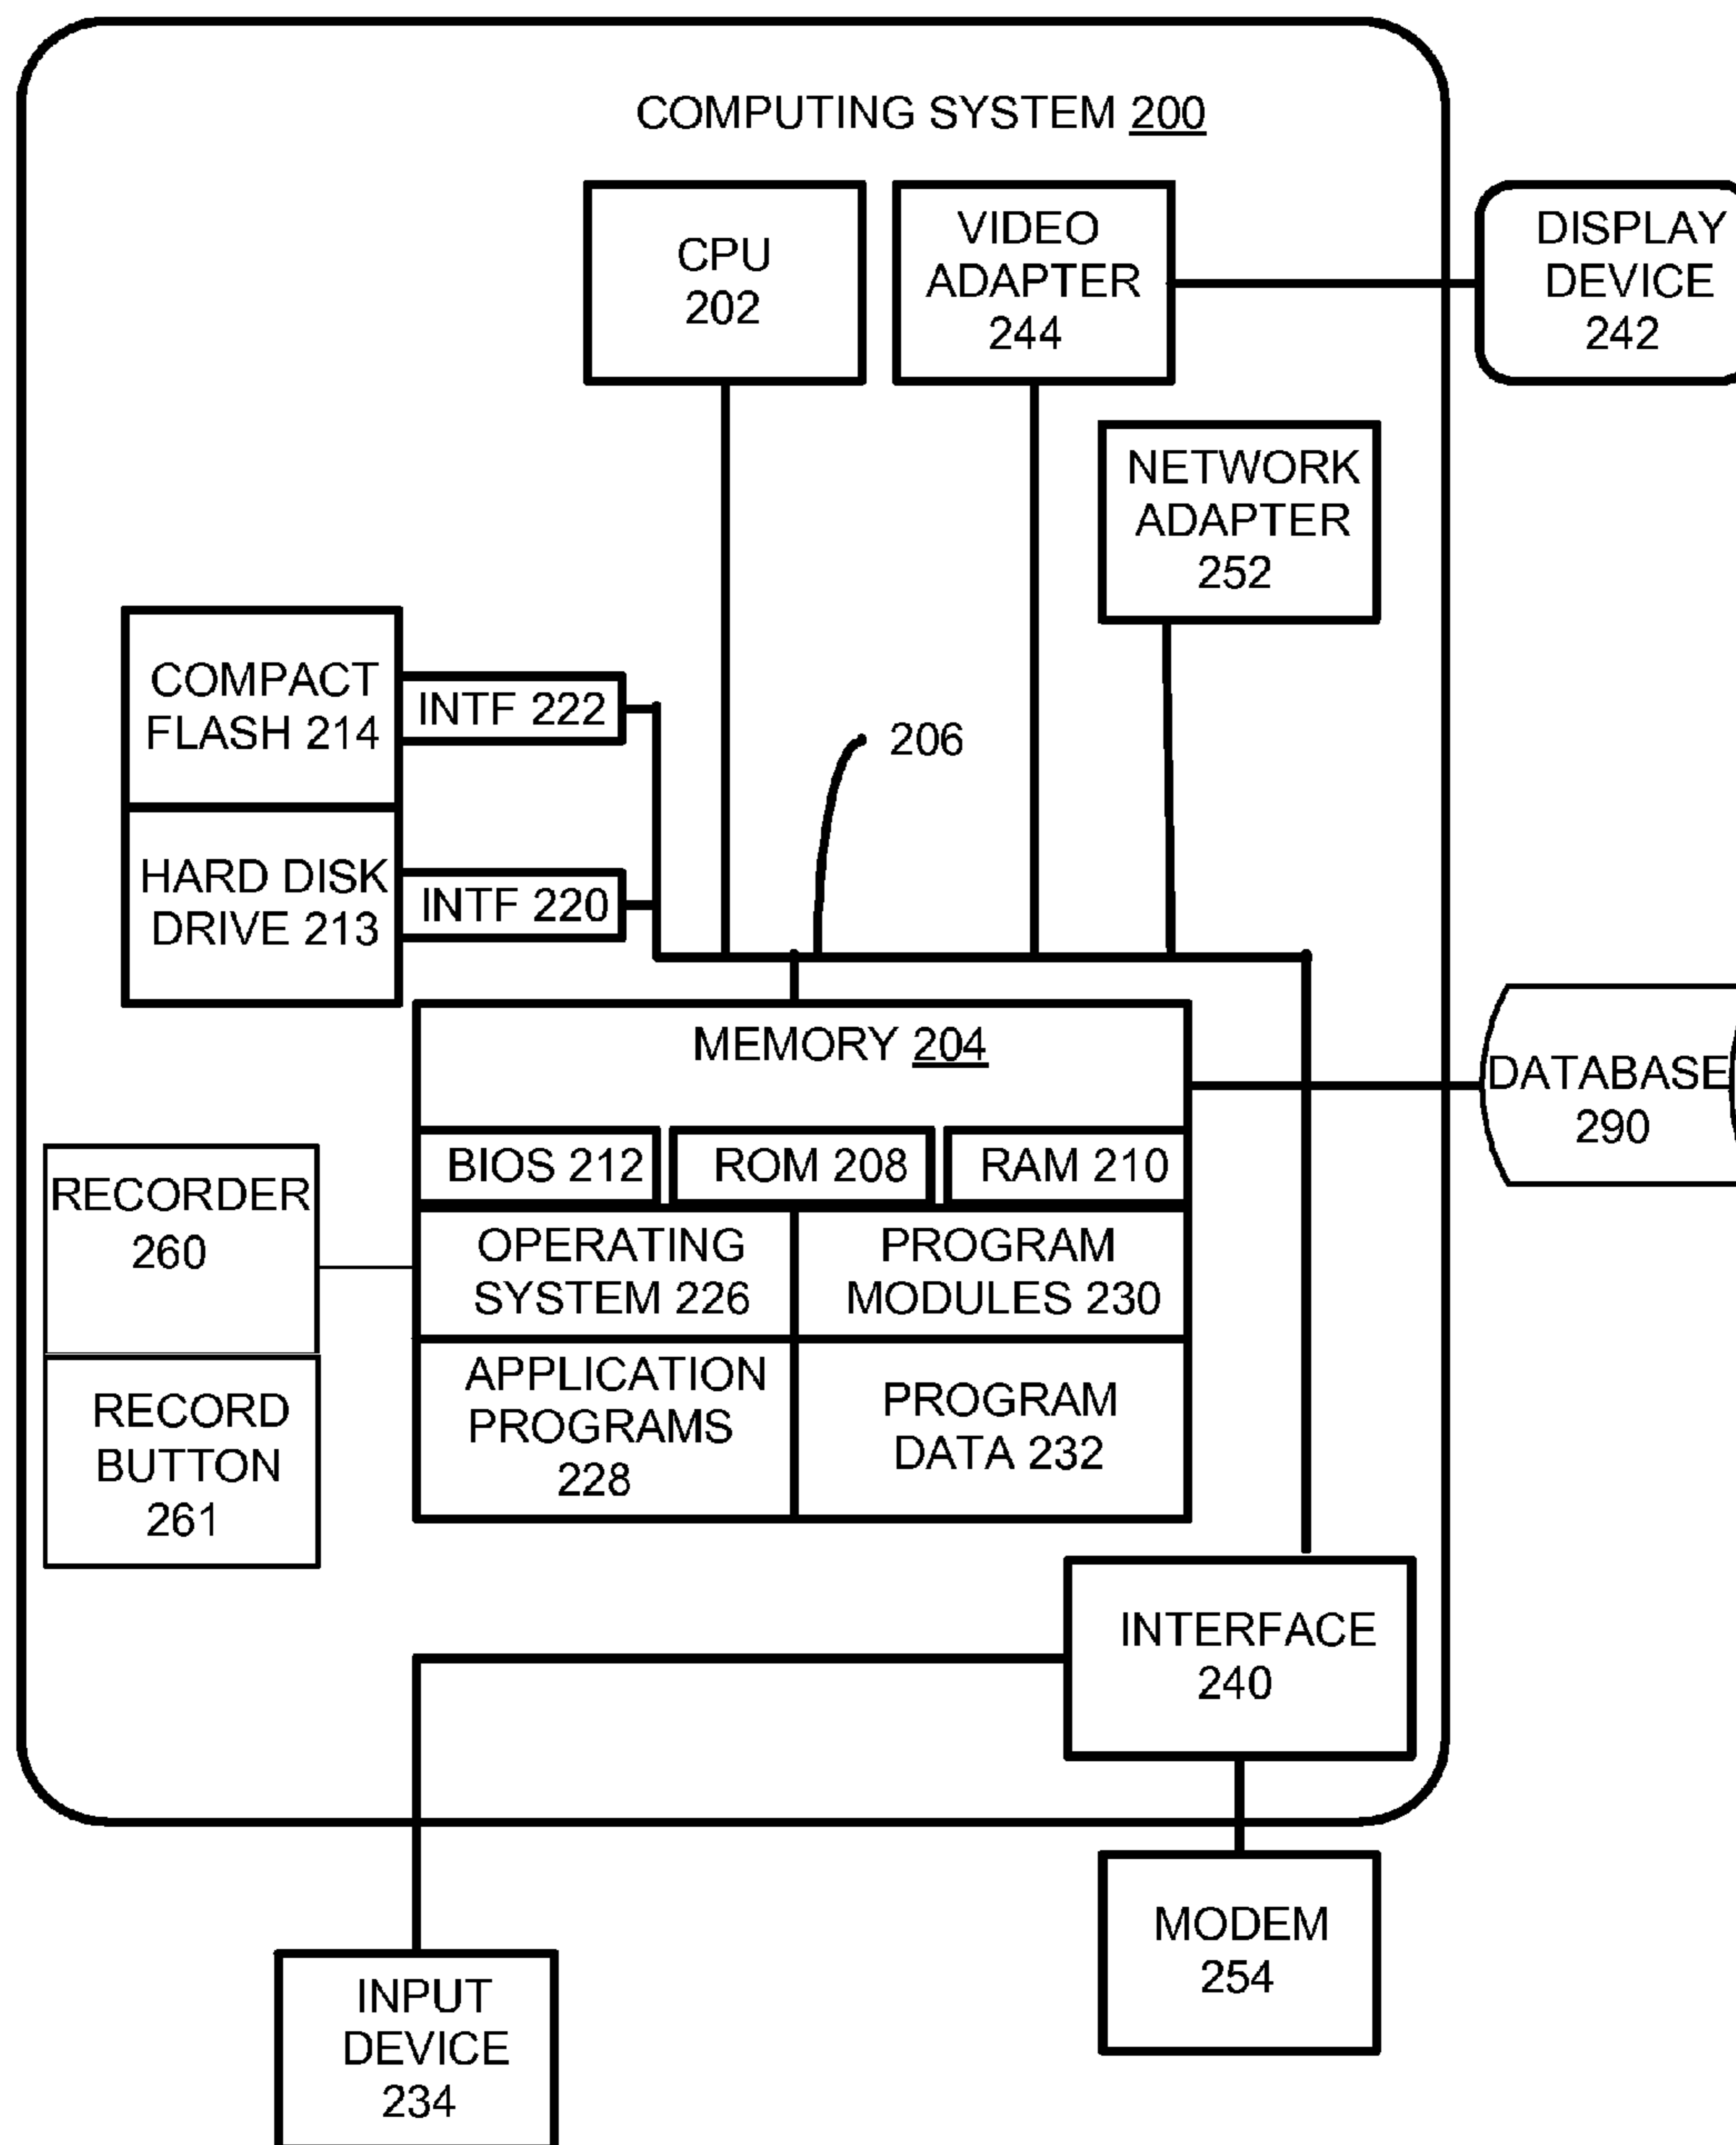 COMPUTING SYSTEM 200
CPU
202
VIDEO
ADAPTER
244
DISPLAY
DEVICE
242
NETWORK
ADAPTER
252
COMPACT
FLASH 214
INTF 222
206
HARD DISK
DRIVE 213
INTF 220
MEMORY 204
DATABASE
290
BIOS 212
ROM 208
RAM 210
RECORDER
260
OPERATING
SYSTEM 226
PROGRAM
MODULES 230
RECORD
BUTTON
261
APPLICATION
PROGRAMS
228
PROGRAM
DATA 232
INTERFACE
240
MODEM
254
INPUT
DEVICE
234